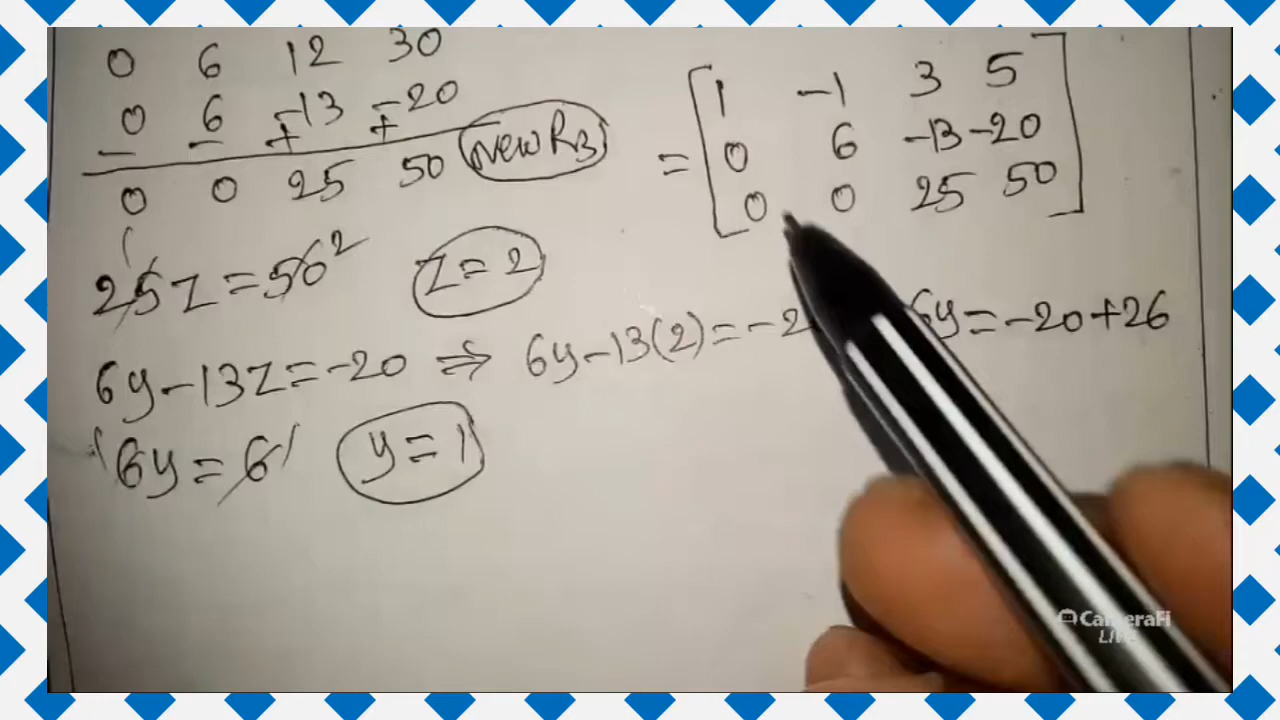 0 6 12 30
0 6 -13 -20
- - + +
0 0 25 50 New R3
= [1 -1 3 5
0 6 -13 -20
0 0 25 50]
25z = 50 2 z = 2
6y - 13z = -20 ⇒ 6y - 13(2) = -2 6y = -20 + 26
6y = 6 y = 1
CameraFi
LIVE